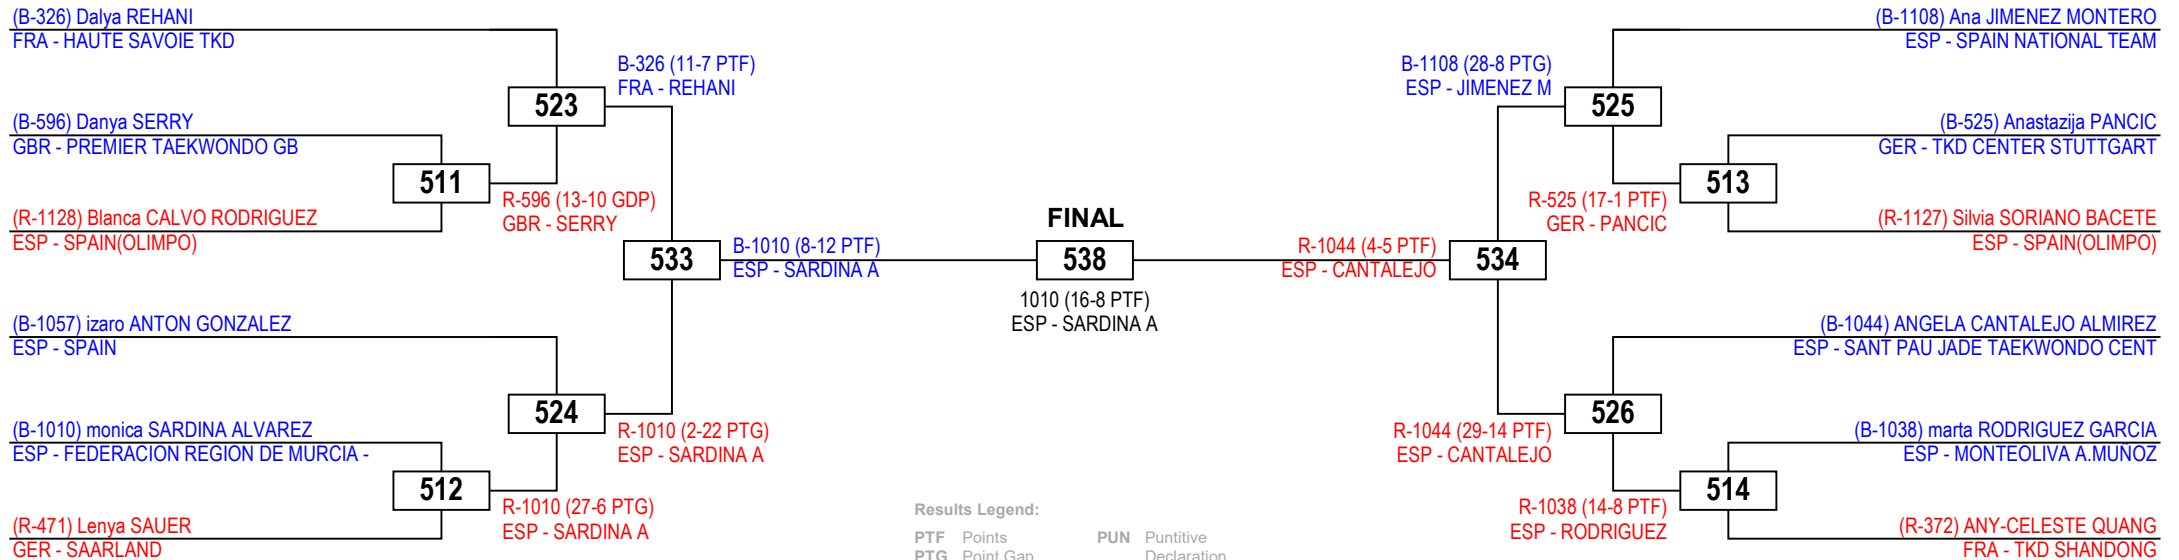 (B-326) Dalya REHANI
FRA - HAUTE SAVOIE TKD
B-326 (11-7 PTF)
FRA - REHANI
523
(B-596) Danya SERRY
GBR - PREMIER TAEKWONDO GB
511
R-596 (13-10 GDP)
GBR - SERRY
(R-1128) Blanca CALVO RODRIGUEZ
ESP - SPAIN(OLIMPO)
533
B-1010 (8-12 PTF)
ESP - SARDINA A
(B-1057) izaro ANTON GONZALEZ
ESP - SPAIN
524
R-1010 (2-22 PTG)
ESP - SARDINA A
(B-1010) monica SARDINA ALVAREZ
ESP - FEDERACION REGION DE MURCIA -
512
R-1010 (27-6 PTG)
ESP - SARDINA A
(R-471) Lenya SAUER
GER - SAARLAND
FINAL
538
1010 (16-8 PTF)
ESP - SARDINA A
(B-1108) Ana JIMENEZ MONTERO
ESP - SPAIN NATIONAL TEAM
B-1108 (28-8 PTG)
ESP - JIMENEZ M
525
(B-525) Anastazija PANCIC
GER - TKD CENTER STUTTGART
513
R-525 (17-1 PTF)
GER - PANCIC
(R-1127) Silvia SORIANO BACETE
ESP - SPAIN(OLIMPO)
R-1044 (4-5 PTF)
ESP - CANTALEJO
534
(B-1044) ANGELA CANTALEJO ALMIREZ
ESP - SANT PAU JADE TAEKWONDO CENT
526
R-1044 (29-14 PTF)
ESP - CANTALEJO
(B-1038) marta RODRIGUEZ GARCIA
ESP - MONTEOLIVA A.MUÑOZ
514
R-1038 (14-8 PTF)
ESP - RODRIGUEZ
(R-372) ANY-CELESTE QUANG
FRA - TKD SHANDONG
Results Legend:
PTF Points PUN Puntitive
PTG Point Gap Declaration